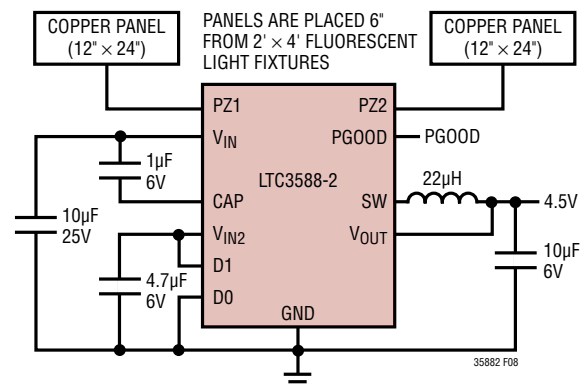 COPPER PANEL
(12" × 24")
PANELS ARE PLACED 6"
FROM 2' × 4' FLUORESCENT
LIGHT FIXTURES
COPPER PANEL
(12" × 24")
PZ1
PZ2
VIN
PGOOD
PGOOD
1µF
6V
LTC3588-2
22µH
CAP
SW
4.5V
10µF
25V
VIN2
VOUT
10µF
6V
4.7µF
6V
D1
D0
GND
35882 F08